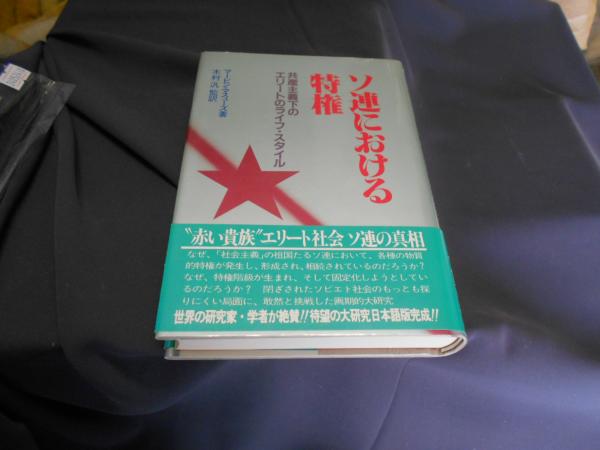 ソ連における
特権
共産主義下の
エリートのライフ・スタイル
マービン・マシューズ著
木村 汎 監訳
〝赤い貴族〟エリート社会 ソ連の真相
なぜ、「社会主義」の祖国たるソ連において、各種の物質
的特権が発生し、形成され、相続されているのだろうか?
なぜ、特権階級が生まれ、そして固定化しようとしてい
るのだろうか? 閉ざされたソビエト社会のもっとも探
りにくい局面に、敢然と挑戦した画期的大研究
世界の研究家・学者が絶賛!!待望の大研究日本語版完成!!